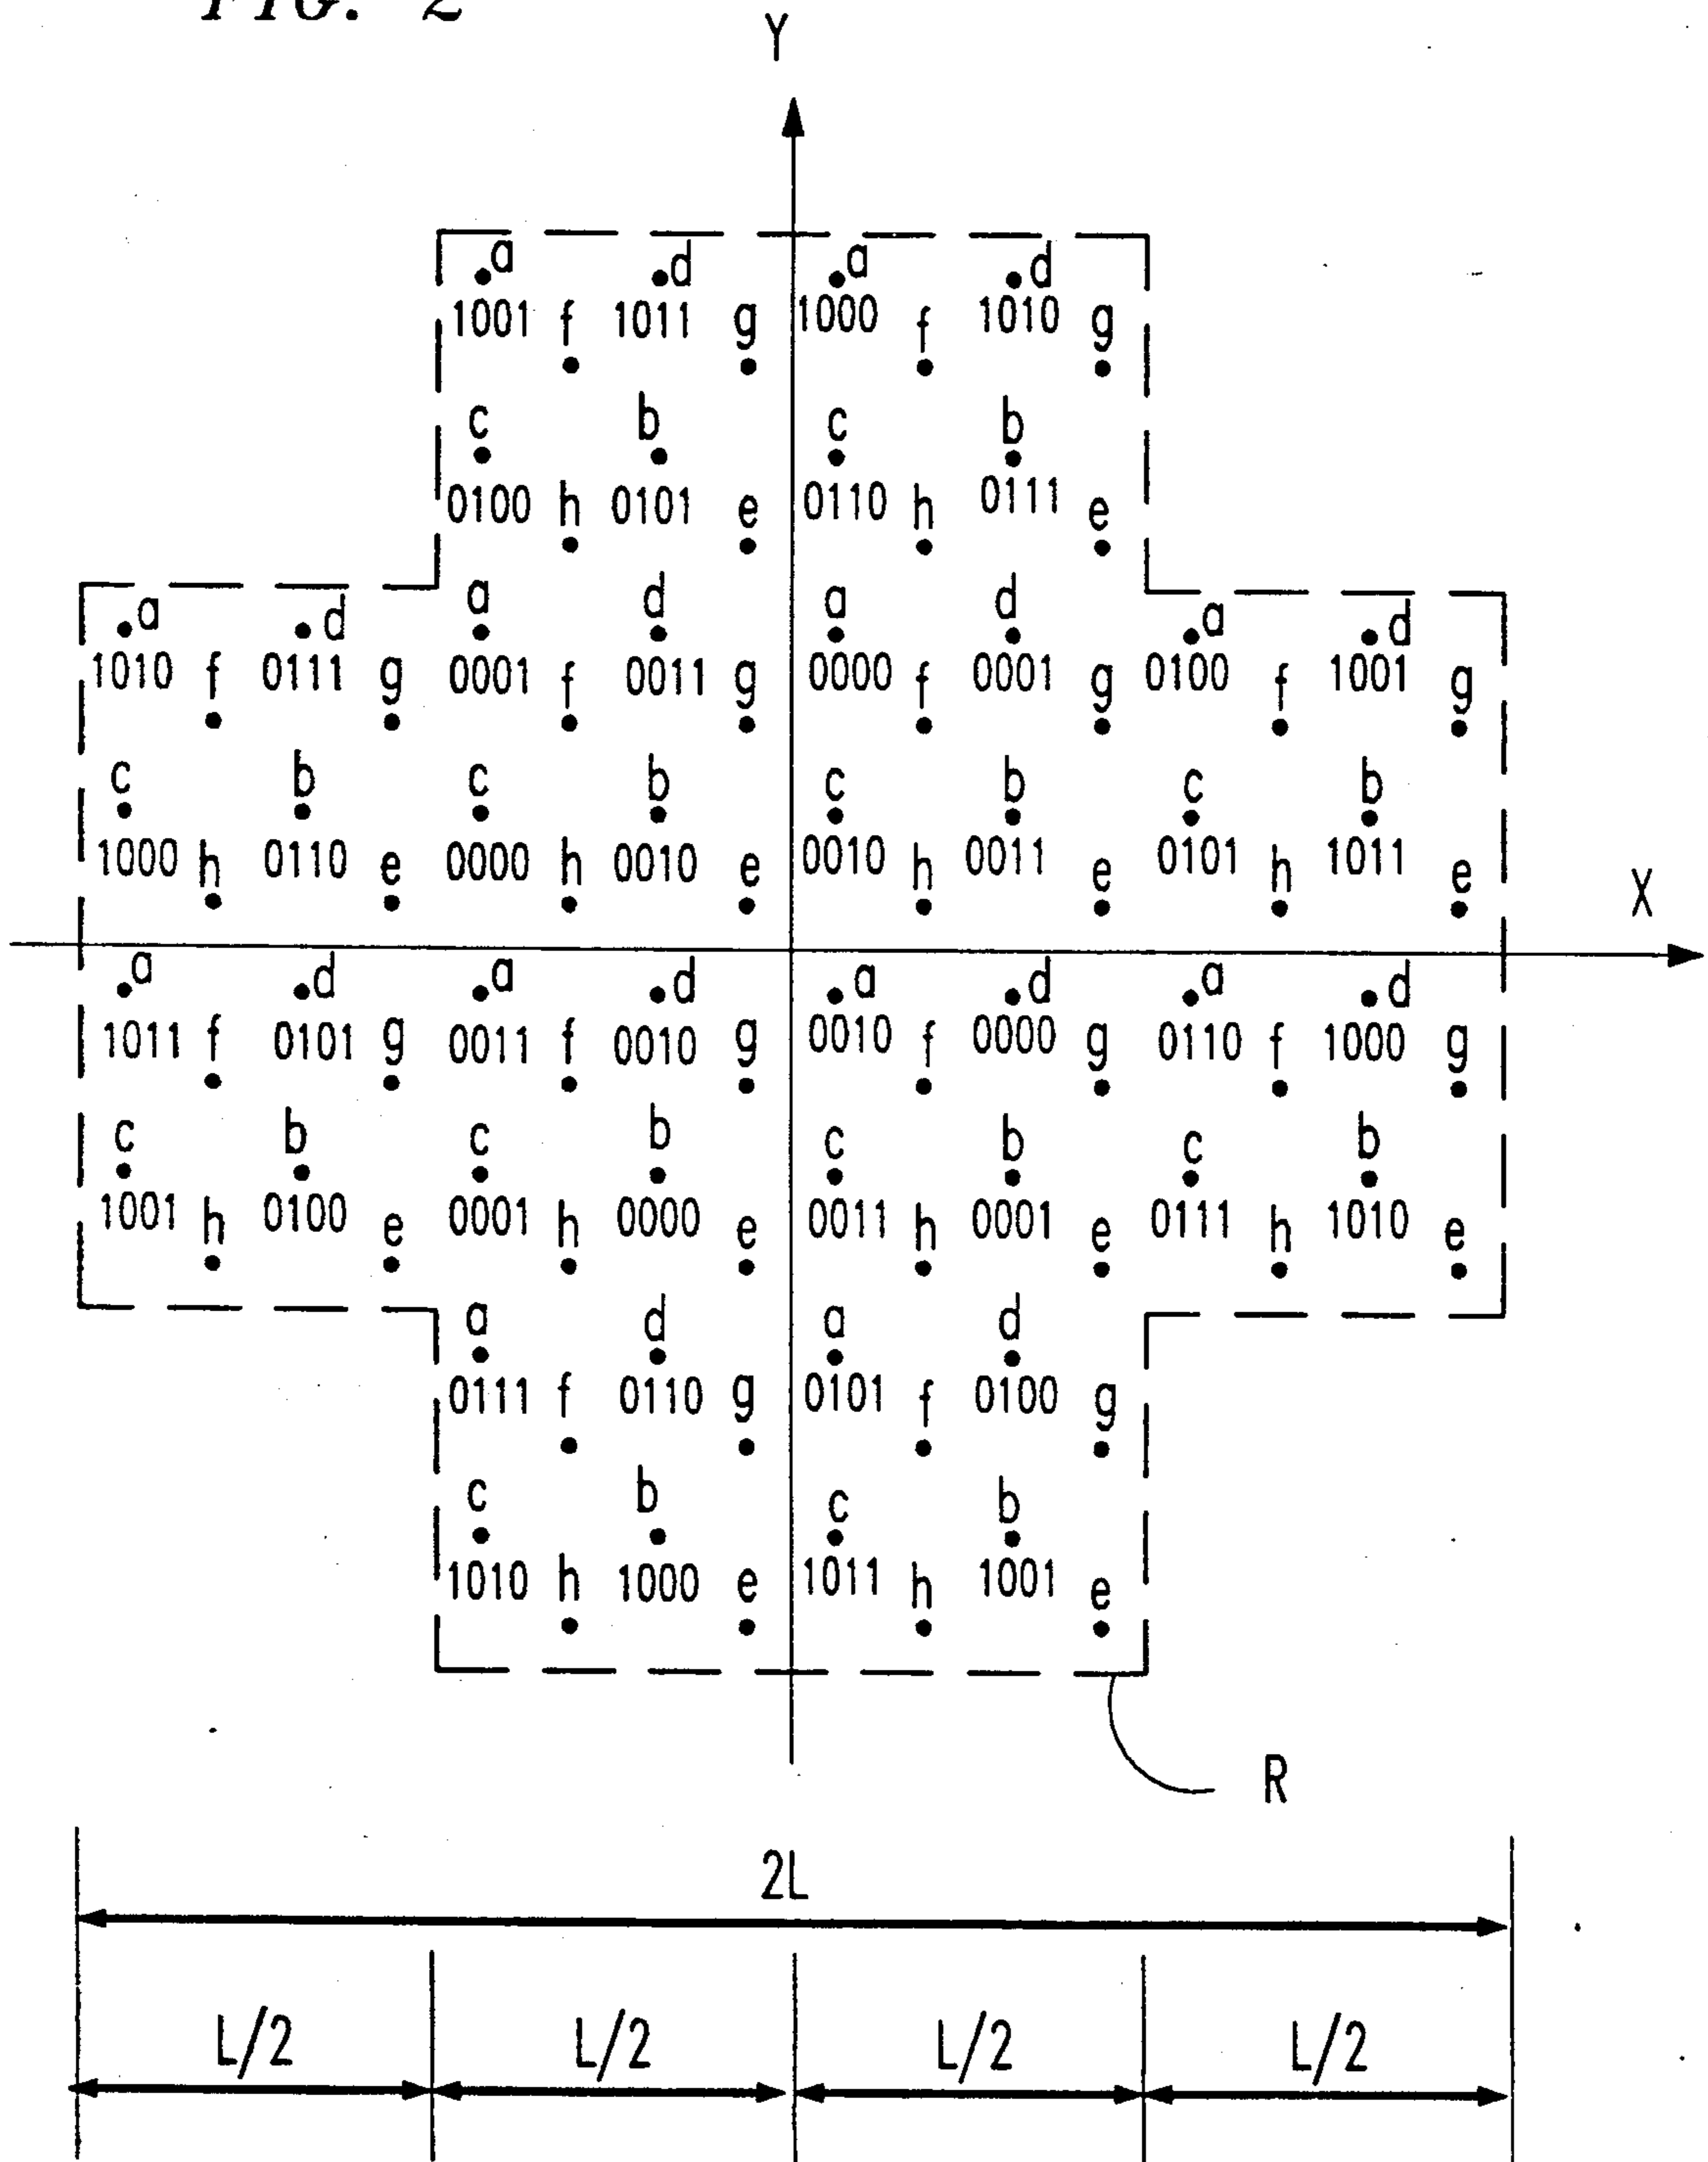 FIG. 2
Y
a d a d
1001 f 1011 g 1000 f 1010 g
c b c b
0100 h 0101 e 0110 h 0111 e
a d a d a d a d
1010 f 0111 g 0001 f 0011 g 0000 f 0001 g 0100 f 1001 g
c b c b c b c b
1000 h 0110 e 0000 h 0010 e 0010 h 0011 e 0101 h 1011 e
X
a d a d a d a d
1011 f 0101 g 0011 f 0010 g 0010 f 0000 g 0110 f 1000 g
c b c b c b c b
1001 h 0100 e 0001 h 0000 e 0011 h 0001 e 0111 h 1010 e
a d a d
0111 f 0110 g 0101 f 0100 g
c b c b
1010 h 1000 e 1011 h 1001 e
R
2L
L/2 L/2 L/2 L/2